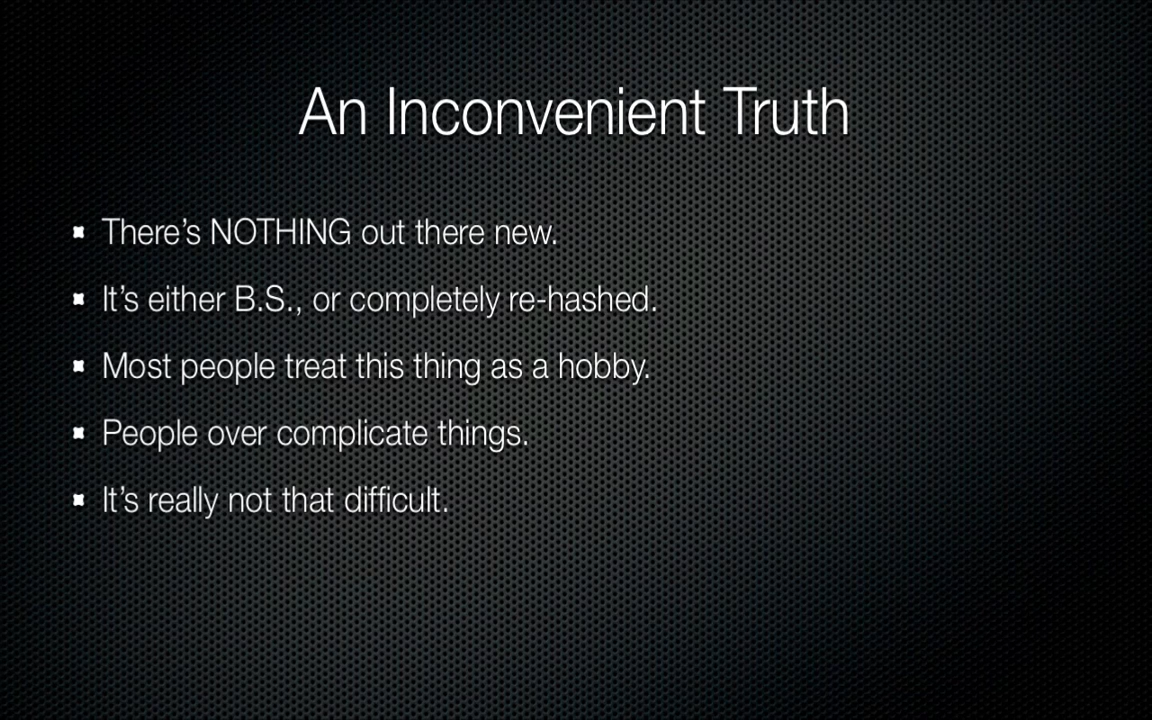 An Inconvenient Truth
There’s NOTHING out there new.
It’s either B.S., or completely re-hashed.
Most people treat this thing as a hobby.
People over complicate things.
It’s really not that difficult.